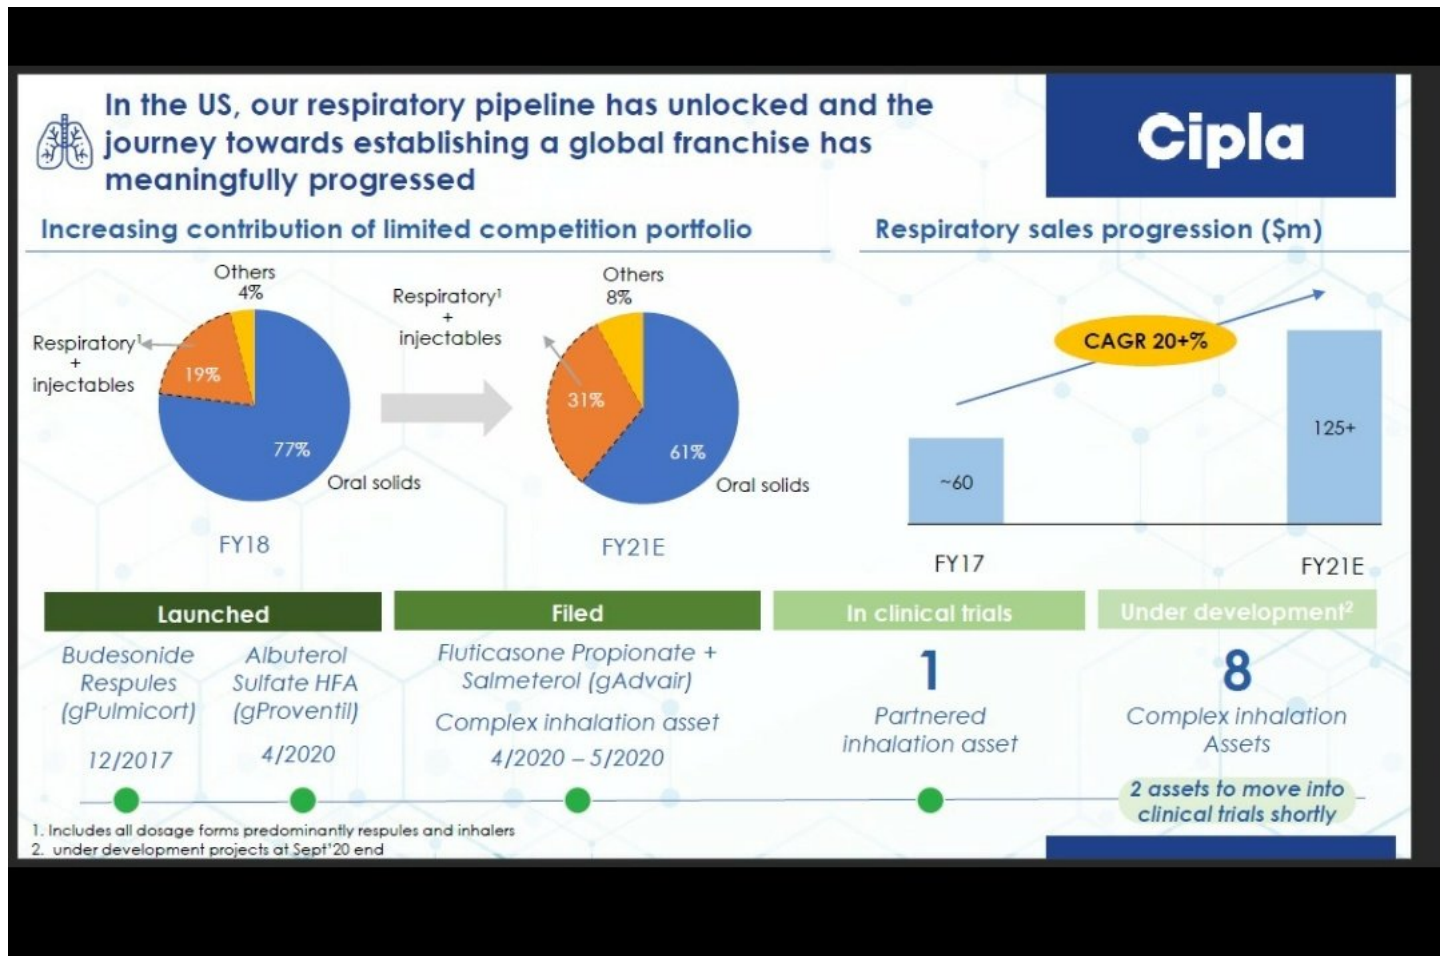 In the US, our respiratory pipeline has unlocked and the
journey towards establishing a global franchise has
meaningfully progressed
Cipla
Increasing contribution of limited competition portfolio
Others
4%
Respiratory¹
+
injectables
19%
77%
Oral solids
FY18
Respiratory¹
+
injectables
Others
8%
31%
61%
Oral solids
FY21E
Respiratory sales progression ($m)
CAGR 20+%
~60
125+
FY17
FY21E
Launched
Budesonide
Respules
(gPulmicort)
12/2017
Albuterol
Sulfate HFA
(gProventil)
4/2020
Filed
Fluticasone Propionate +
Salmeterol (gAdvair)
Complex inhalation asset
4/2020 – 5/2020
In clinical trials
1
Partnered
inhalation asset
Under development²
8
Complex inhalation
Assets
2 assets to move into
clinical trials shortly
1. Includes all dosage forms predominantly respules and inhalers
2. under development projects at Sept'20 end